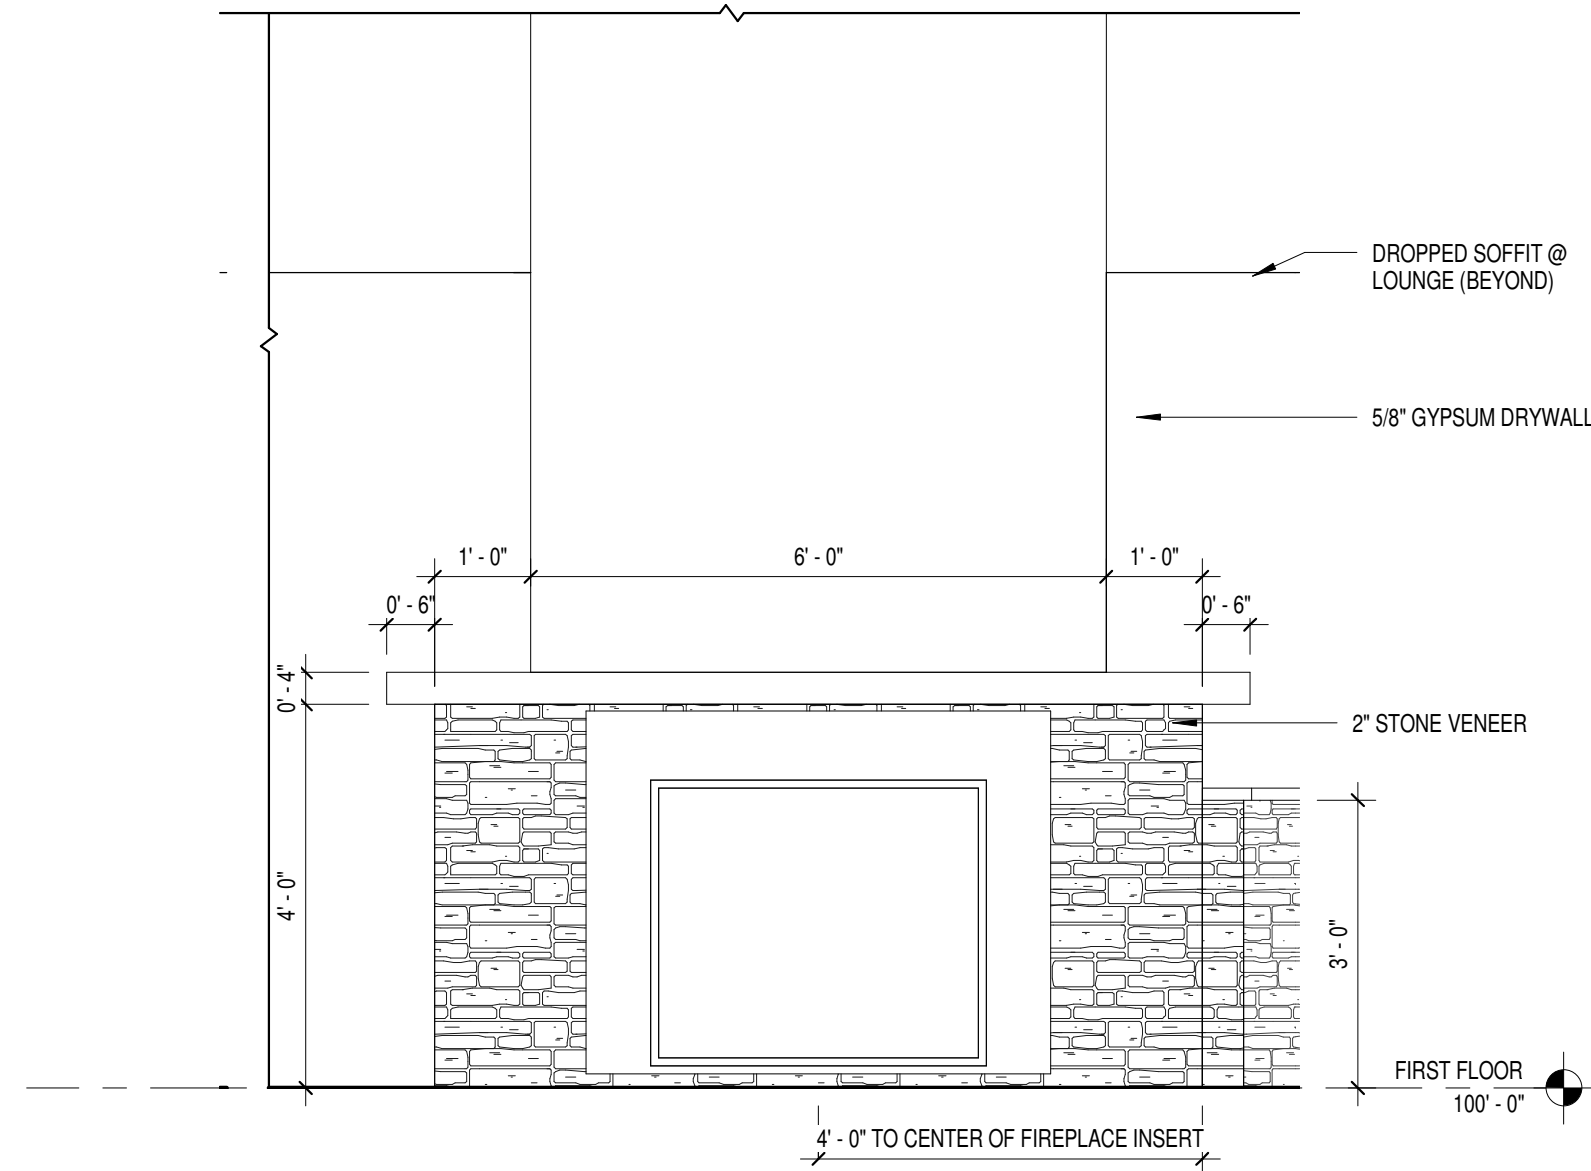 DROPPED SOFFIT @
LOUNGE (BEYOND)
5/8" GYPSUM DRYWALL
1' - 0"
6' - 0"
1' - 0"
0' - 6"
0' - 6"
0' - 4"
2" STONE VENEER
4' - 0"
3' - 0"
FIRST FLOOR
100' - 0"
4' - 0" TO CENTER OF FIREPLACE INSERT